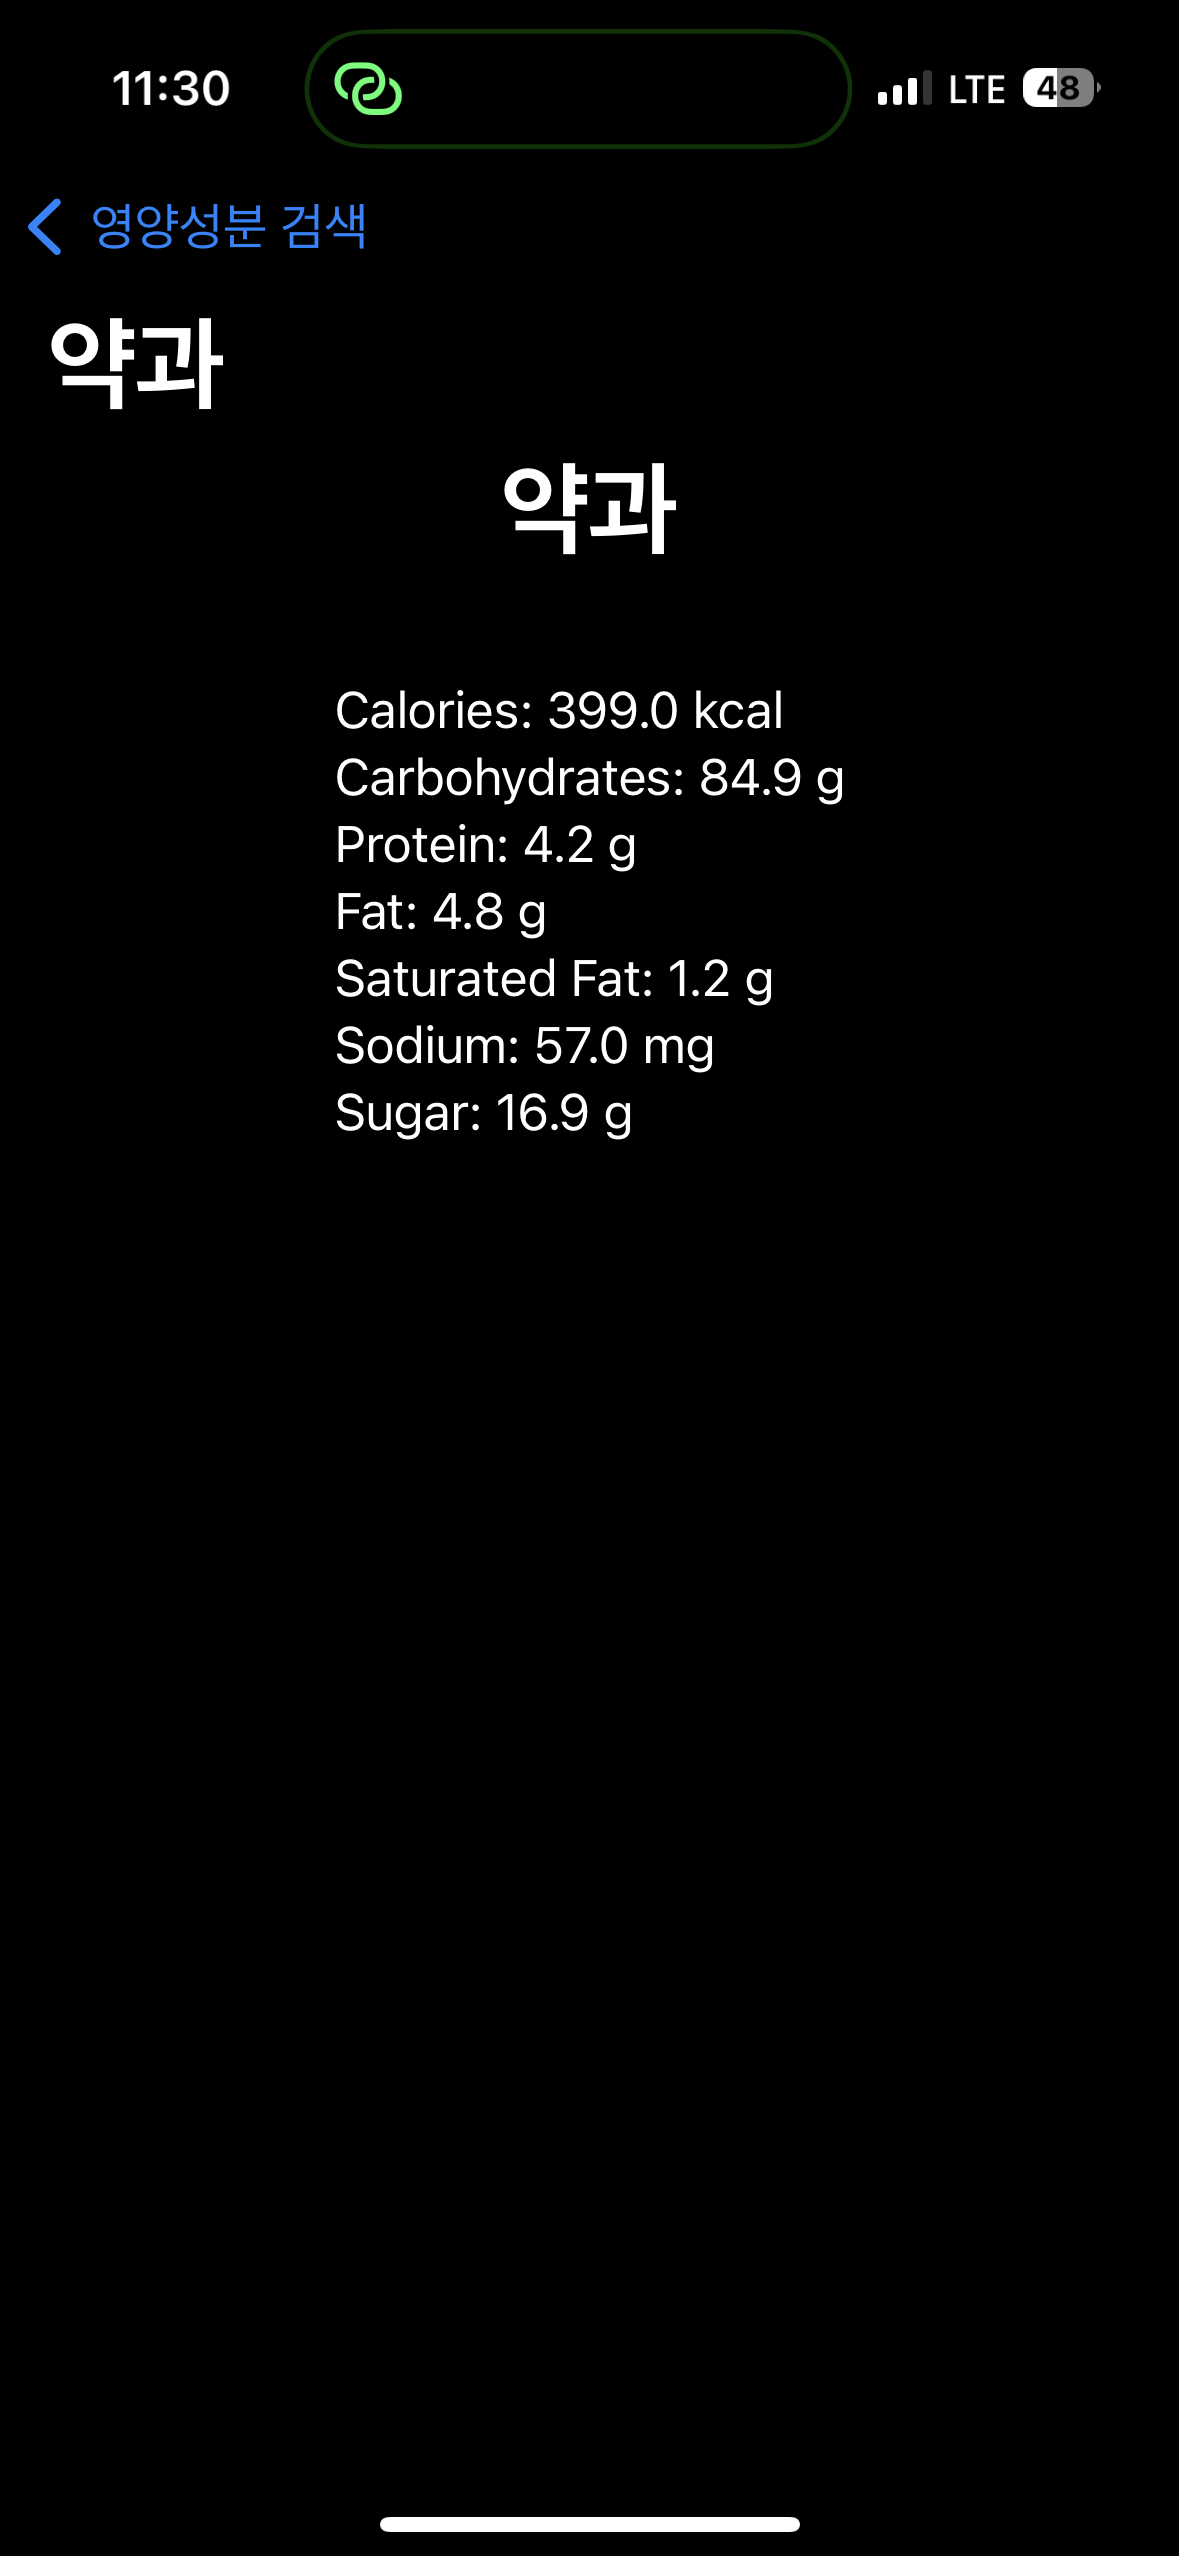 11:30
LTE 48
영양성분 검색
약과
약과
Calories: 399.0 kcal
Carbohydrates: 84.9 g
Protein: 4.2 g
Fat: 4.8 g
Saturated Fat: 1.2 g
Sodium: 57.0 mg
Sugar: 16.9 g